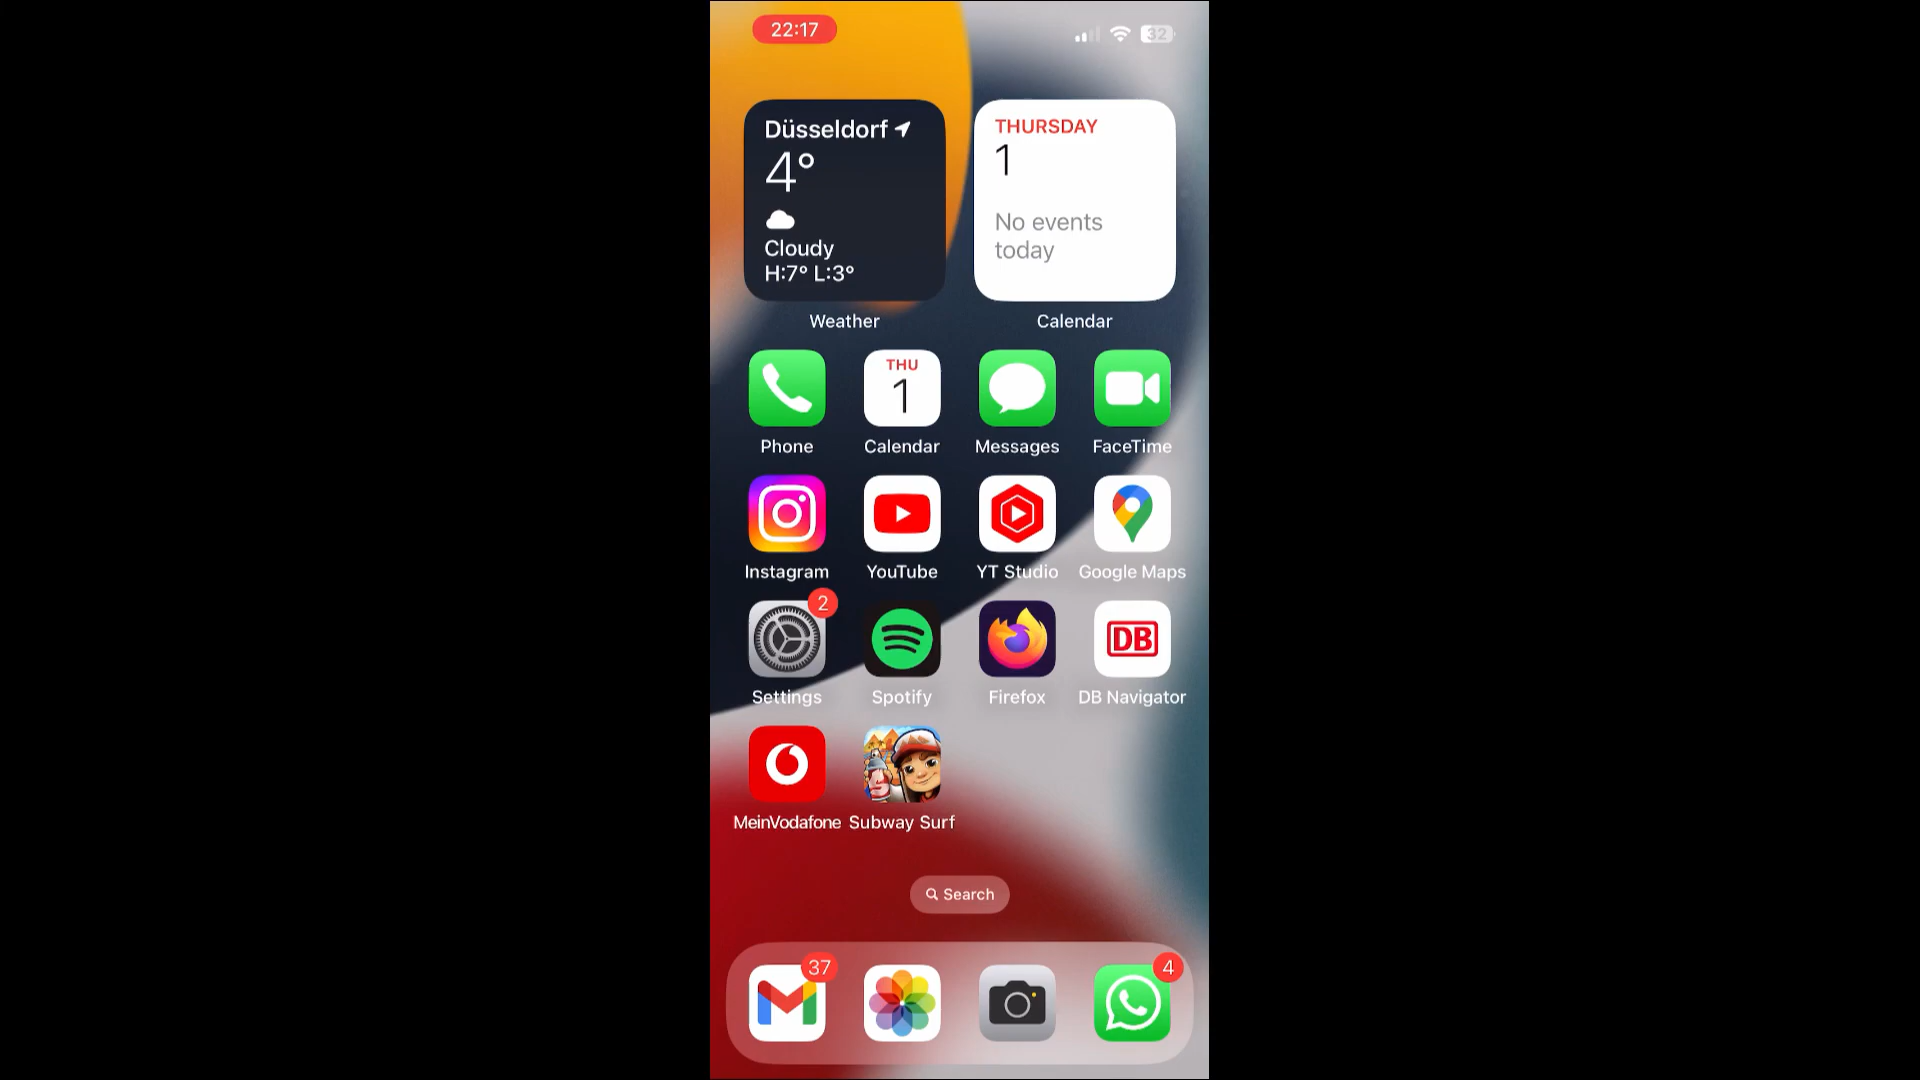 22:17
32
Düsseldorf
4°
Cloudy
H:7° L:3°
Weather
THURSDAY
1
No events
today
Calendar
THU
1
Phone
Calendar
Messages
FaceTime
Instagram
YouTube
YT Studio
Google Maps
2
DB
Settings
Spotify
Firefox
DB Navigator
MeinVodafone
Subway Surf
Search
37
4